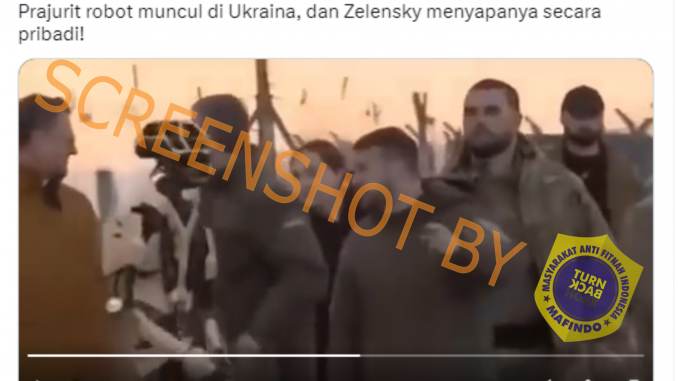 Prajurit robot muncul di Ukraina, dan Zelensky menyapanya secara
pribadi!
SCREENSHOT BY
MASYARAKAT ANTI FITNAH INDONESIA
TURN
BACK
MAFINDO